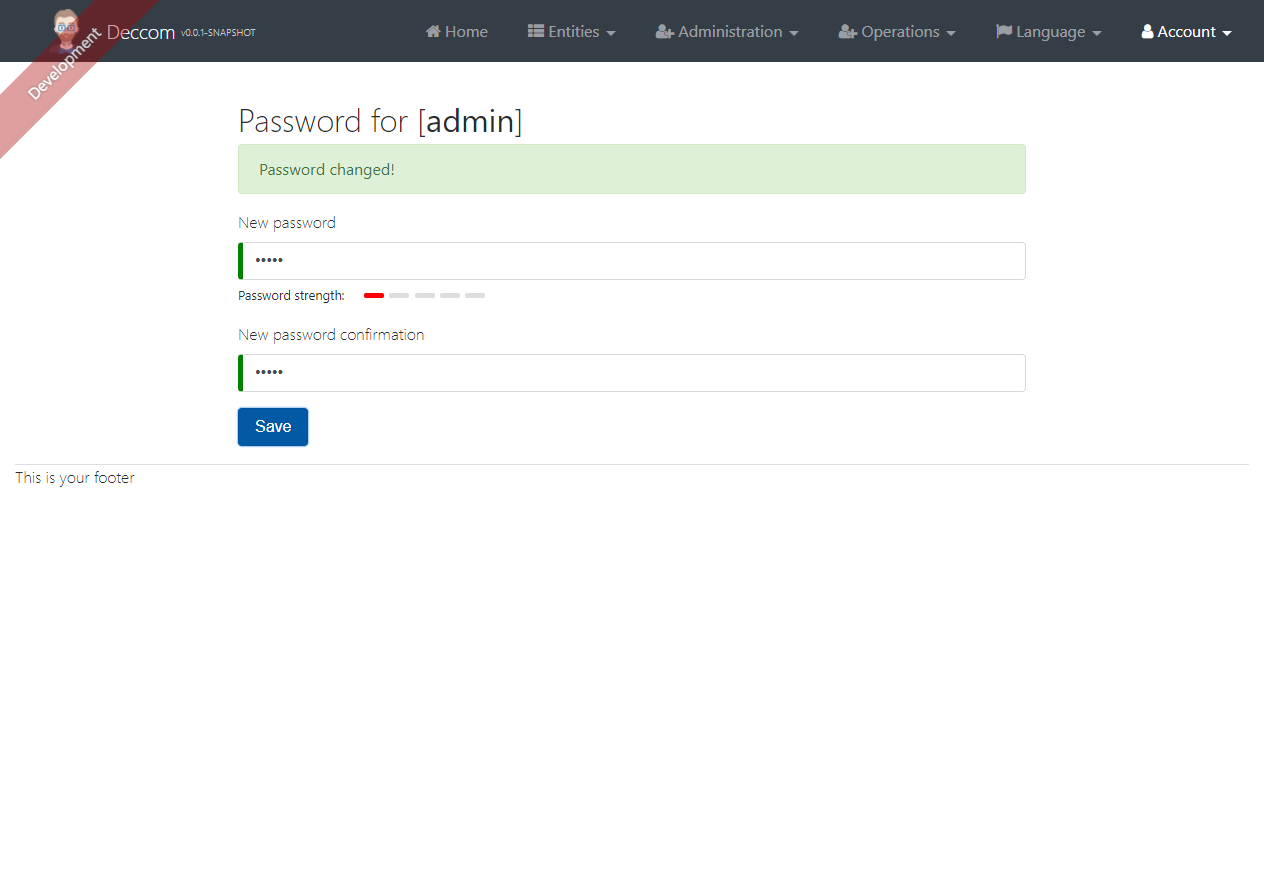 Deccom v0.0.1-SNAPSHOT Home Entities Administration Operations Language Account
Development
Password for [admin]
Password changed!
New password
•••••
Password strength:
New password confirmation
•••••
Save
This is your footer